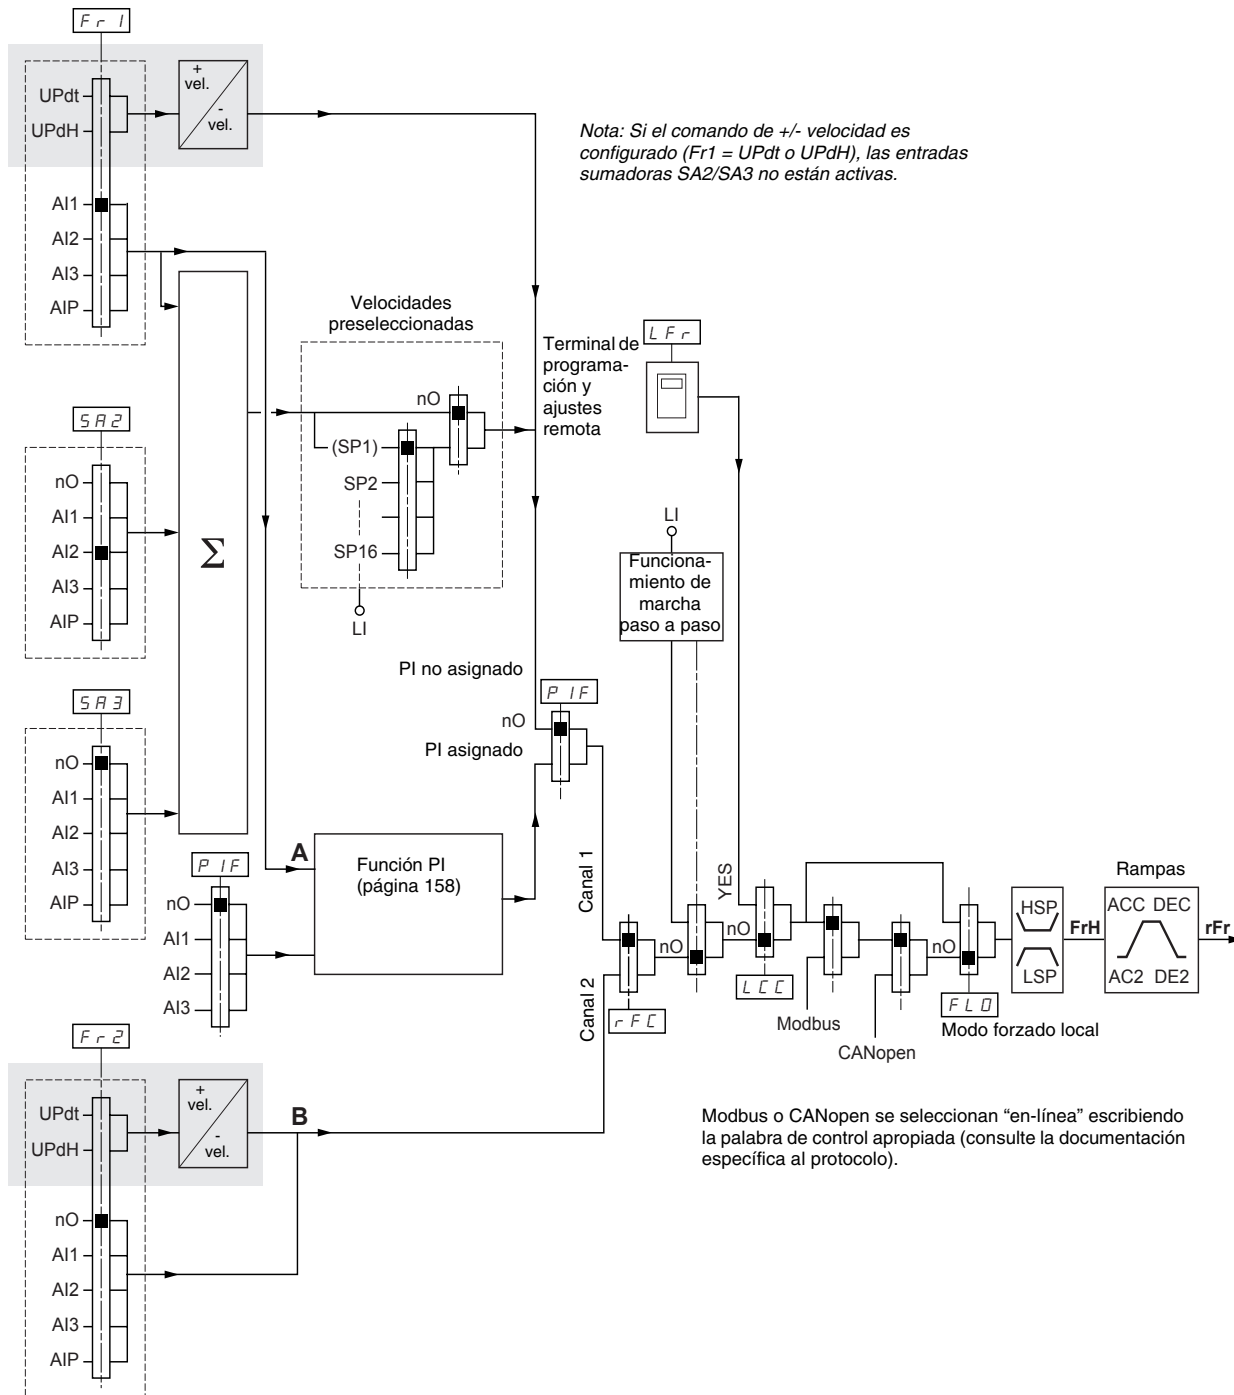 Fr1
UPdt
UPdH
AI1
AI2
AI3
AIP
+
vel.
-
vel.
Nota: Si el comando de +/- velocidad es
configurado (Fr1 = UPdt o UPdH), las entradas
sumadoras SA2/SA3 no están activas.
SA2
nO
AI1
AI2
AI3
AIP
SA3
nO
AI1
AI2
AI3
AIP
Σ
Velocidades
preseleccionadas
nO
(SP1)
SP2
SP16
LI
Terminal de
programa-
ción y
ajustes
remota
LFr
LI
Funciona-
miento de
marcha
paso a paso
PI no asignado
PIF
nO
PI asignado
A
Función PI
(página 158)
PIF
nO
AI1
AI2
AI3
Canal 1
Canal 2
rFC
nO
YES
nO
LCC
Modbus
CANopen
nO
FLO
Modo forzado local
HSP
LSP
FrH
Rampas
ACC DEC
AC2 DE2
rFr
Fr2
UPdt
UPdH
nO
AI1
AI2
AI3
AIP
+
vel.
-
vel.
B
Modbus o CANopen se seleccionan “en-línea” escribiendo
la palabra de control apropiada (consulte la documentación
específica al protocolo).